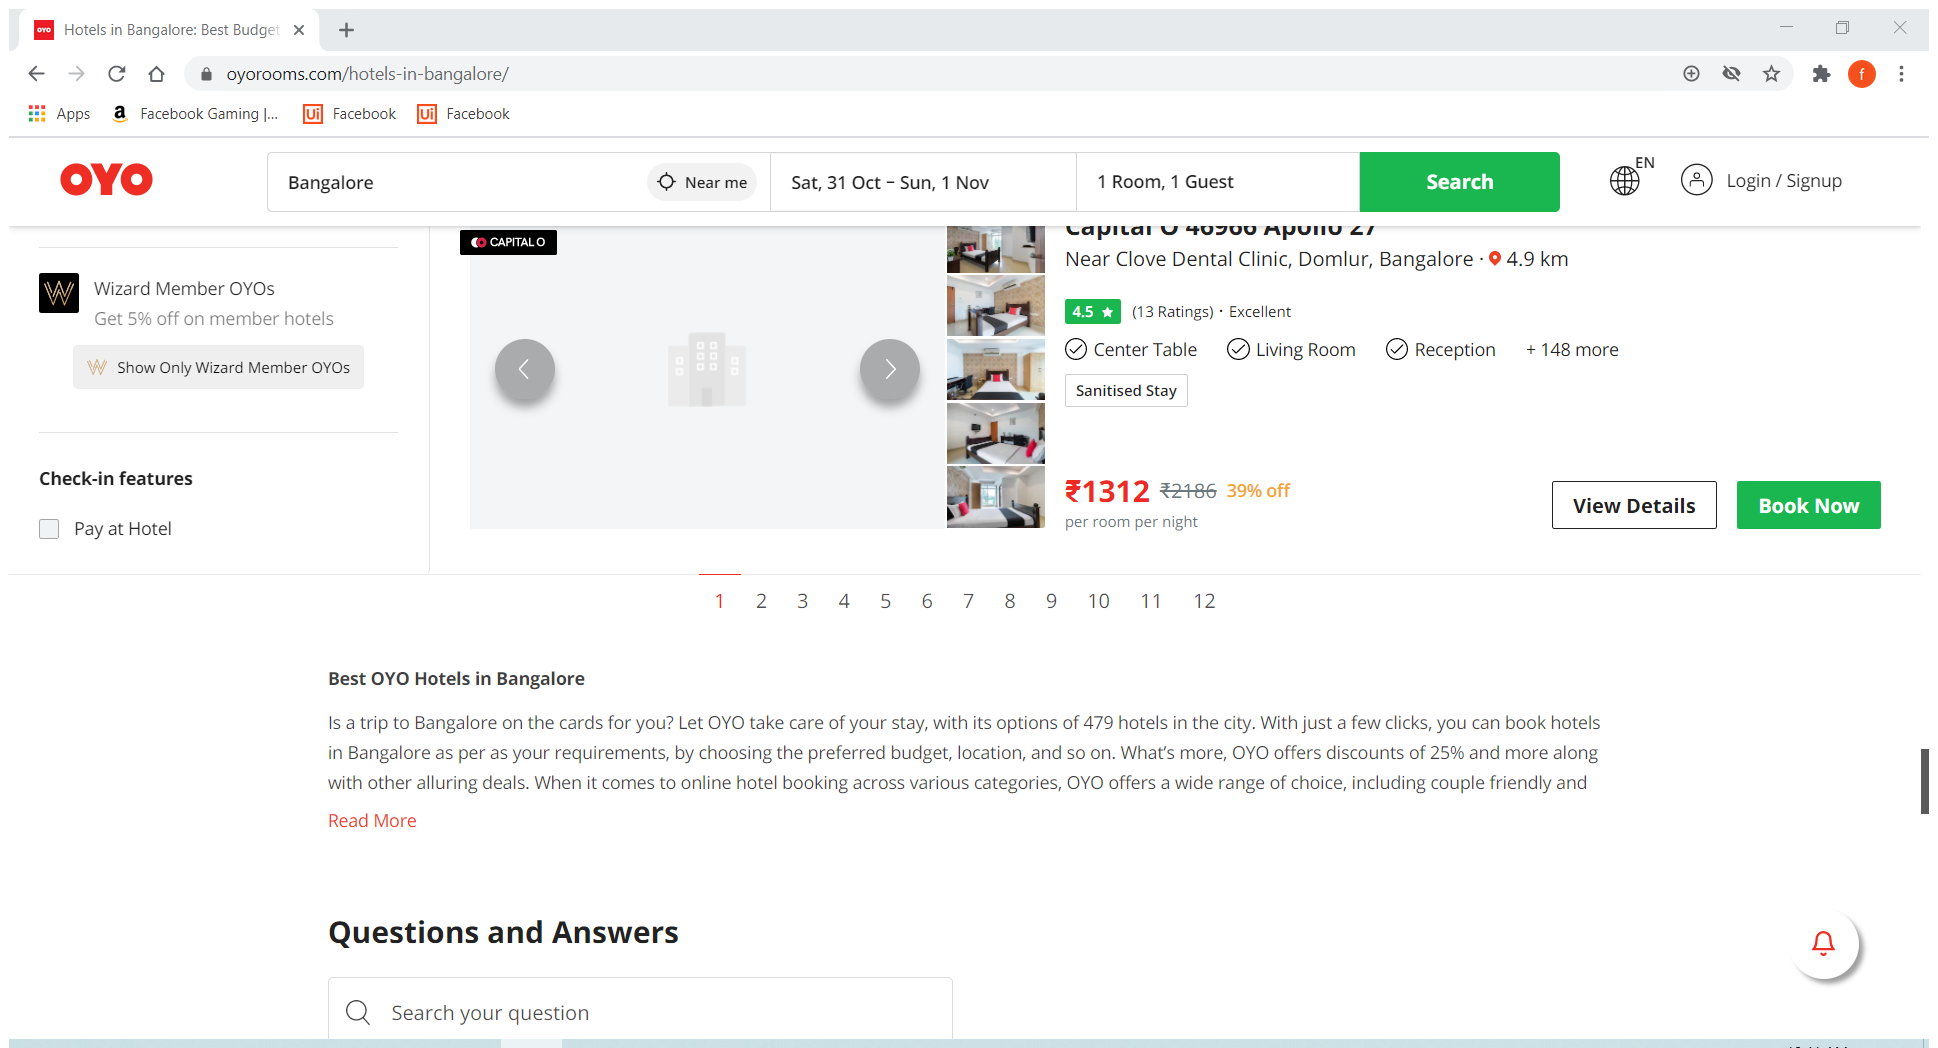 OYO Hotels in Bangalore: Best Budget
oyorooms.com/hotels-in-bangalore/
f
Apps
a Facebook Gaming |...
Ui Facebook
Ui Facebook
OYO
Bangalore
Near me
Sat, 31 Oct – Sun, 1 Nov
1 Room, 1 Guest
Search
EN
Login / Signup
W Wizard Member OYOs
Get 5% off on member hotels
W Show Only Wizard Member OYOs
Check-in features
Pay at Hotel
CAPITAL O
Capital O 46966 Apollo 27
Near Clove Dental Clinic, Domlur, Bangalore · 4.9 km
4.5 ★ (13 Ratings) · Excellent
Center Table Living Room Reception + 148 more
Sanitised Stay
₹1312 ₹2186 39% off
per room per night
View Details
Book Now
1 2 3 4 5 6 7 8 9 10 11 12
Best OYO Hotels in Bangalore
Is a trip to Bangalore on the cards for you? Let OYO take care of your stay, with its options of 479 hotels in the city. With just a few clicks, you can book hotels
in Bangalore as per as your requirements, by choosing the preferred budget, location, and so on. What's more, OYO offers discounts of 25% and more along
with other alluring deals. When it comes to online hotel booking across various categories, OYO offers a wide range of choice, including couple friendly and
Read More
Questions and Answers
Search your question